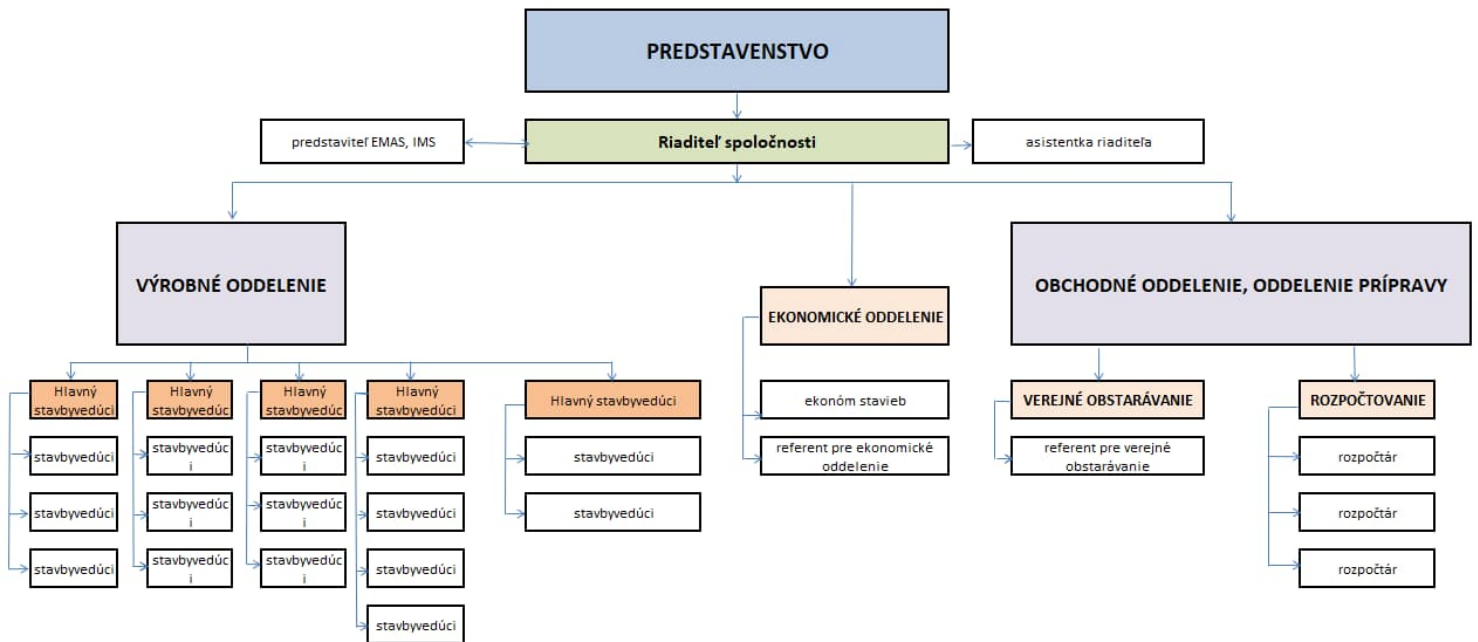 PREDSTAVENSTVO
predstaviteľ EMAS, IMS
Riaditeľ spoločnosti
asistentka riaditeľa
VÝROBNÉ ODDELENIE
EKONOMICKÉ ODDELENIE
OBCHODNÉ ODDELENIE, ODDELENIE PRÍPRAVY
Hlavný
stavbyvedúci
Hlavný
stavbyvedúc
Hlavný
stavbyvedúc
Hlavný
stavbyvedúci
Hlavný stavbyvedúci
ekonóm stavieb
VEREJNÉ OBSTARÁVANIE
ROZPOČTOVANIE
stavbyvedúci
stavbyvedúc
i
stavbyvedúc
i
stavbyvedúci
stavbyvedúci
referent pre ekonomické
oddelenie
referent pre verejné
obstarávanie
rozpočtár
stavbyvedúci
stavbyvedúc
i
stavbyvedúc
i
stavbyvedúci
stavbyvedúci
rozpočtár
stavbyvedúci
stavbyvedúc
i
stavbyvedúc
i
stavbyvedúci
rozpočtár
stavbyvedúci